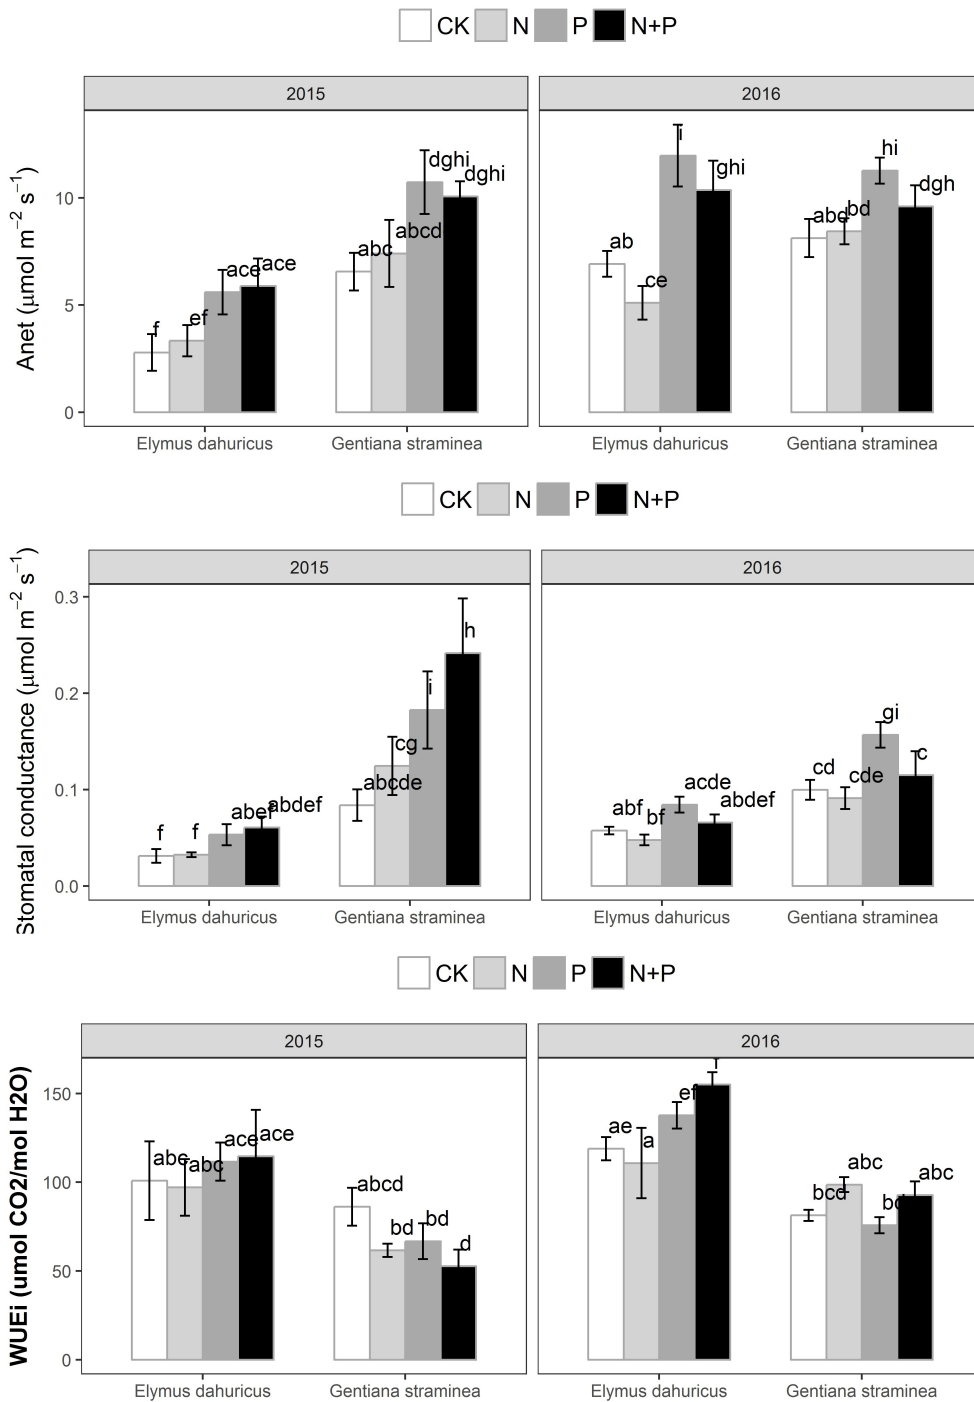 CK N P N+P
2015 2016
Anet (µmol m−2 s−1)
10
5
0
f ef ace ace abc abcd dghi dghi
ab ce i ghi abd bd hi dgh
Elymus dahuricus Gentiana straminea Elymus dahuricus Gentiana straminea
CK N P N+P
2015 2016
Stomatal conductance (µmol m−2 s−1)
0.3
0.2
0.1
0.0
f f abef abdef abcde cg i h
abf bf acde abdef cd cde gi c
Elymus dahuricus Gentiana straminea Elymus dahuricus Gentiana straminea
CK N P N+P
2015 2016
WUEi (umol CO2/mol H2O)
150
100
50
0
abc abc ace ace abcd bd bd d
ae a ef bcd abc abc
Elymus dahuricus Gentiana straminea Elymus dahuricus Gentiana straminea